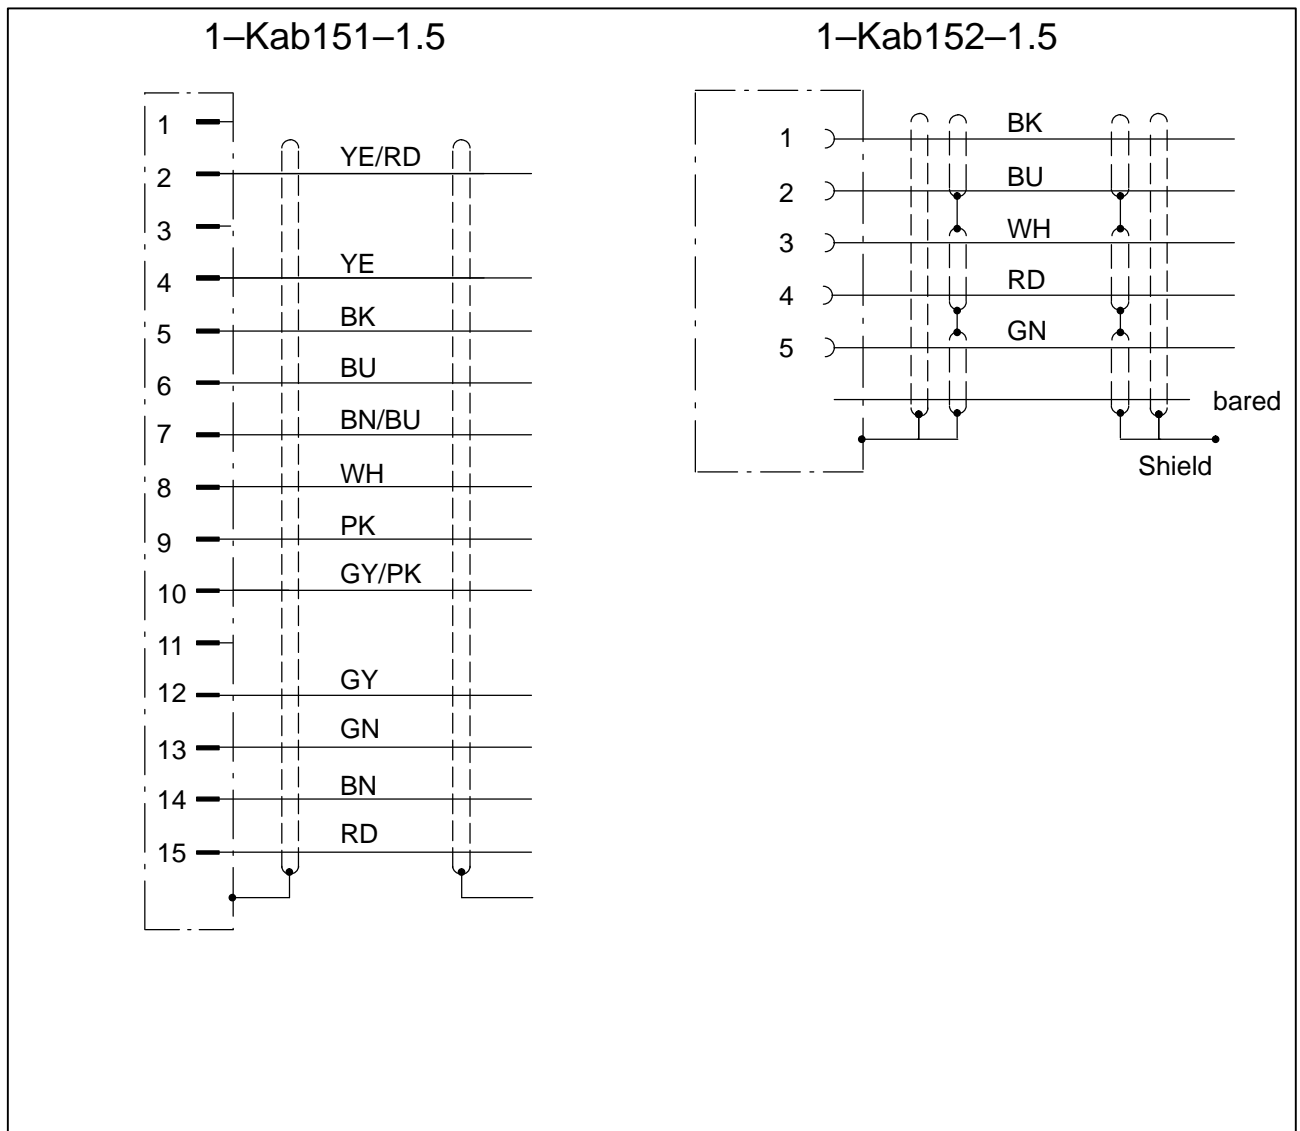 1–Kab151–1.5
1
2 YE/RD
3
4 YE
5 BK
6 BU
7 BN/BU
8 WH
9 PK
10 GY/PK
11
12 GY
13 GN
14 BN
15 RD
1–Kab152–1.5
1 BK
2 BU
3 WH
4 RD
5 GN
bared
Shield